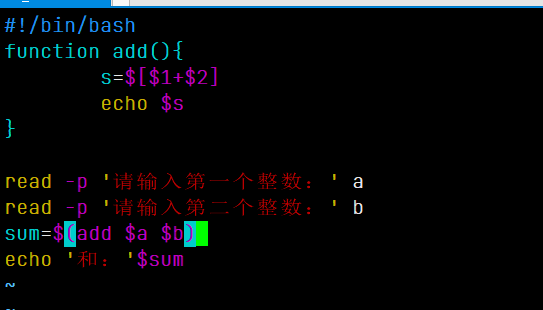 #!/bin/bash
function add(){
        s=$[$1+$2]
        echo $s
}
read -p '请输入第一个整数：' a
read -p '请输入第二个整数：' b
sum=$(add $a $b)
echo '和：'$sum
~
~